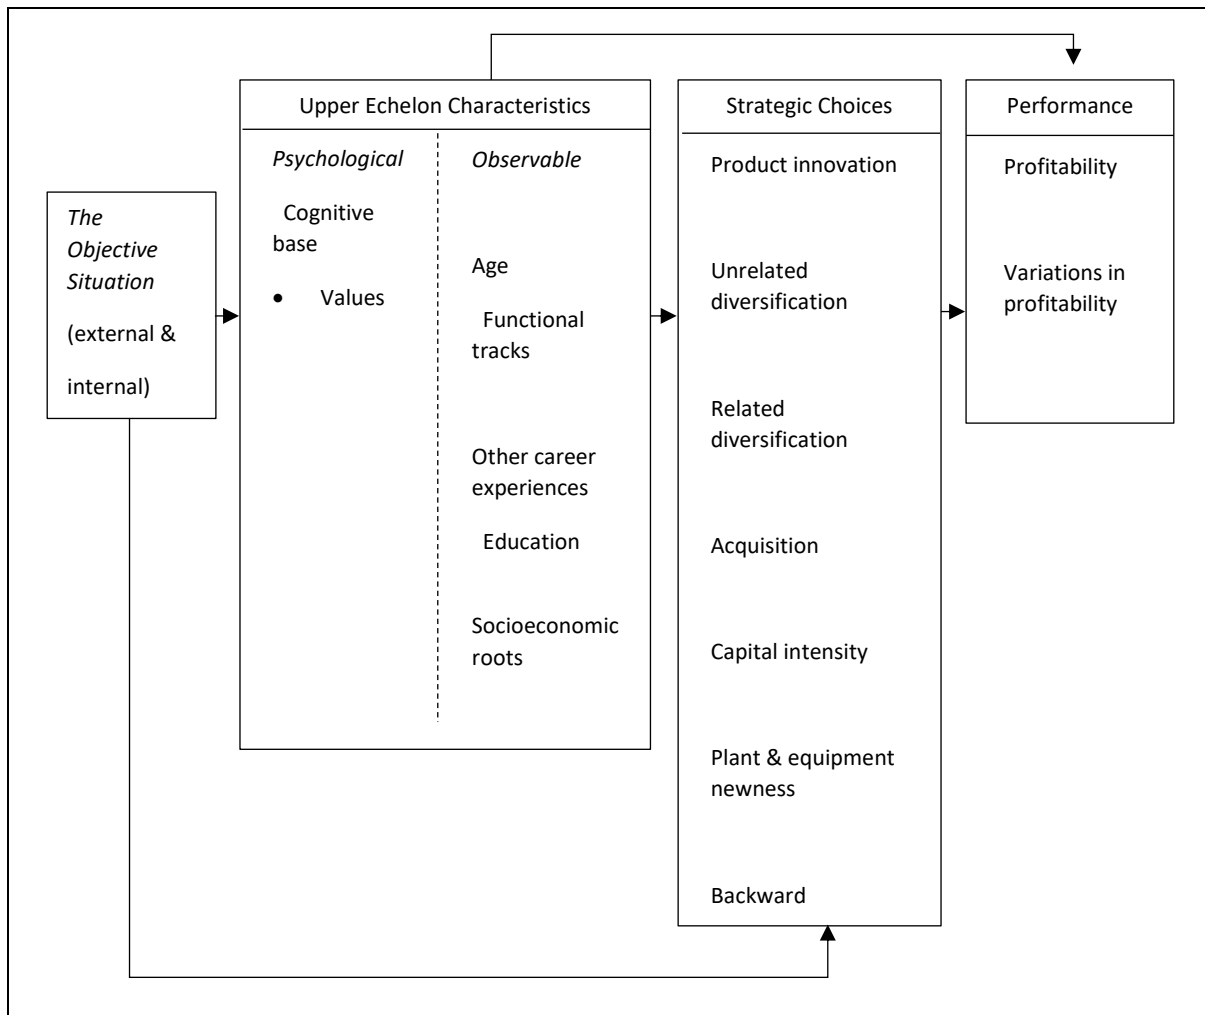 Upper Echelon Characteristics
Strategic Choices
Performance
The
Objective
Situation
(external &
internal)
Psychological
Cognitive
base
• Values
Observable
Age
Functional
tracks
Other career
experiences
Education
Socioeconomic
roots
Product innovation
Unrelated
diversification
Related
diversification
Acquisition
Capital intensity
Plant & equipment
newness
Backward
Profitability
Variations in
profitability